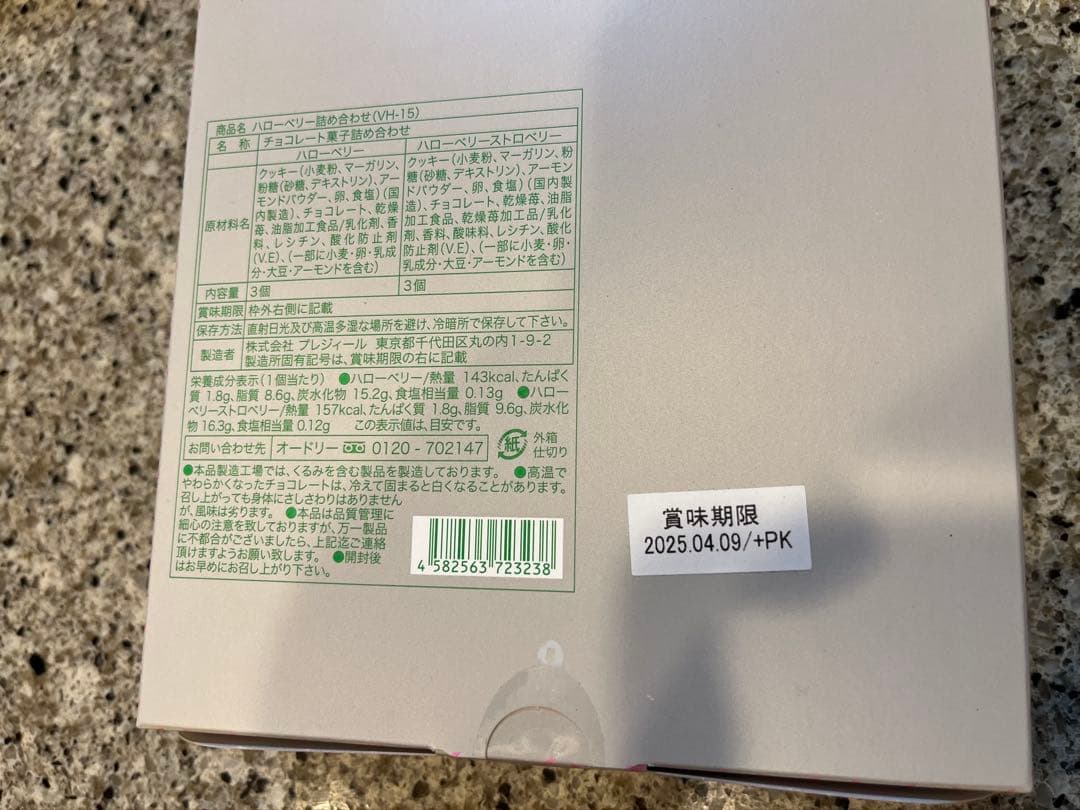 商品名 ハローベリー詰め合わせ(VH-15)
名 称 チョコレート菓子詰め合わせ
原材料名
ハローベリー
クッキー(小麦粉、マーガリン、
粉糖(砂糖、デキストリン)、アー
モンドパウダー、卵、食塩)(国
内製造)、チョコレート、乾燥
苺、油脂加工食品/乳化剤、香
料、レシチン、酸化防止剤
(V.E)、(一部に小麦・卵・乳成
分・大豆・アーモンドを含む)
ハローベリーストロベリー
クッキー(小麦粉、マーガリン、粉
糖(砂糖、デキストリン)、アーモン
ドパウダー、卵、食塩)(国内製
造)、チョコレート、乾燥苺、油脂
加工食品、乾燥苺加工品/乳化
剤、香料、酸味料、レシチン、酸化
防止剤(V.E)、(一部に小麦・卵・
乳成分・大豆・アーモンドを含む)
内容量 3個 3個
賞味期限 枠外右側に記載
保存方法 直射日光及び高温多湿な場所を避け、冷暗所で保存して下さい。
製造者 株式会社 プレジィール 東京都千代田区丸の内1-9-2
製造所固有記号は、賞味期限の右に記載
栄養成分表示(1個当たり) ●ハローベリー/熱量 143kcal、たんぱく
質 1.8g、脂質 8.6g、炭水化物 15.2g、食塩相当量 0.13g ●ハロー
ベリーストロベリー/熱量 157kcal、たんぱく質 1.8g、脂質 9.6g、炭水化
物 16.3g、食塩相当量 0.12g この表示値は、目安です。
お問い合わせ先 オードリー 0120-702147
紙 外箱
仕切り
●本品製造工場では、くるみを含む製品を製造しております。 ●高温で
やわらかくなったチョコレートは、冷えて固まると白くなることがあります。
召し上がっても身体にさしさわりはありません
が、風味は劣ります。 ●本品は品質管理に
細心の注意を致しておりますが、万一製品
に不都合がございましたら、上記迄ご連絡
頂けますようお願い致します。 ●開封後
はお早めにお召し上がり下さい。
4 582563 723238
賞味期限
2025.04.09/+PK